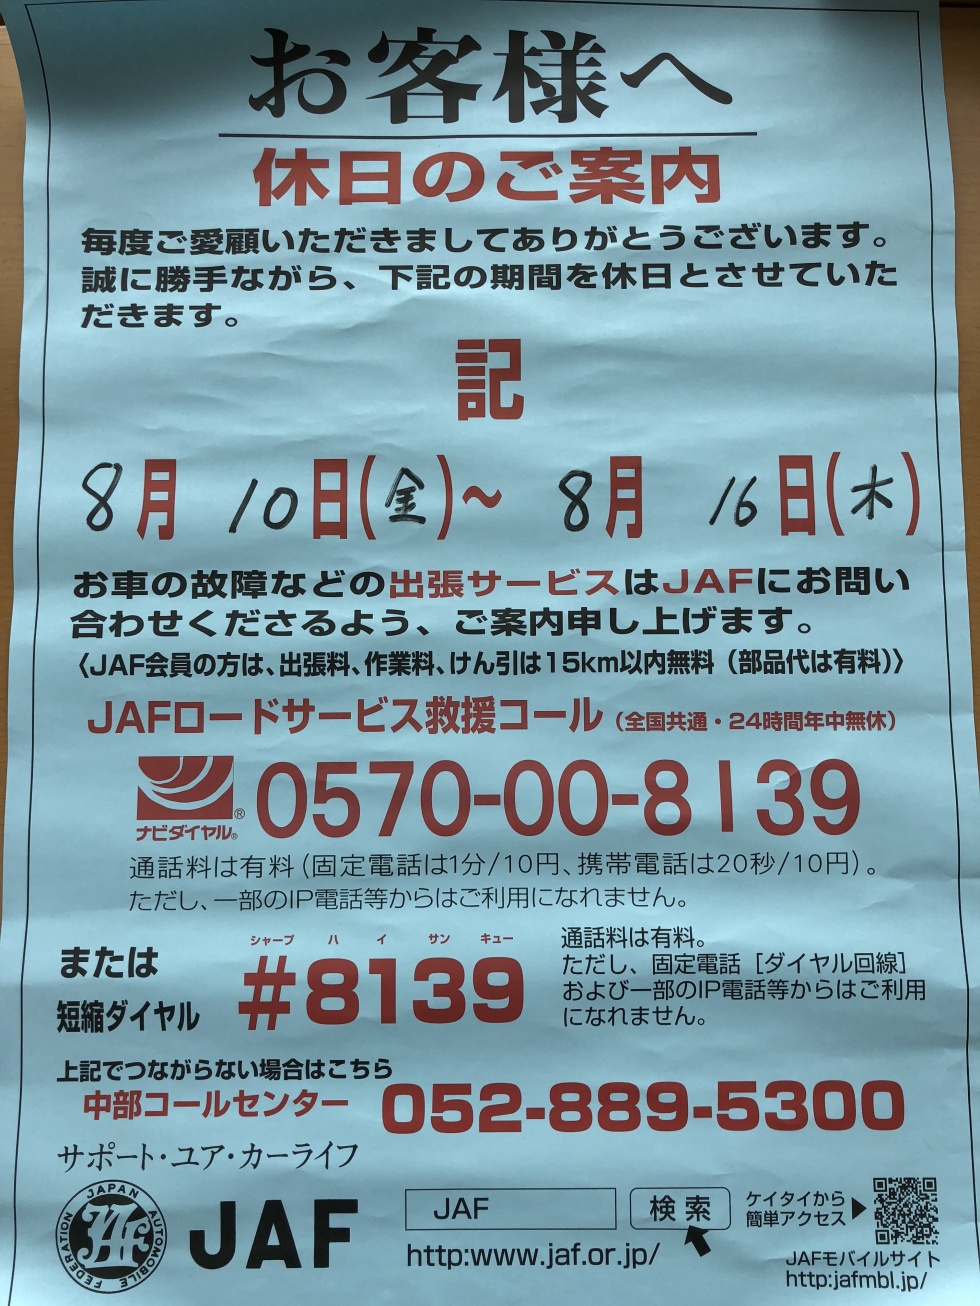 お客様へ
休日のご案内
毎度ご愛顧いただきましてありがとうございます。
誠に勝手ながら、下記の期間を休日とさせていた
だきます。
記
8月 10日(金)～ 8月 16日(木)
お車の故障などの出張サービスはJAFにお問い
合わせくださるよう、ご案内申し上げます。
〈JAF会員の方は、出張料、作業料、けん引は15km以内無料（部品代は有料)〉
JAFロードサービス救援コール（全国共通・24時間年中無休）
ナビダイヤル® ® 0570-00-8139
通話料は有料（固定電話は1分/10円、携帯電話は20秒/10円）。
ただし、一部のIP電話等からはご利用になれません。
または
短縮ダイヤル
シャープ ハ イ サン キュー
#8139
通話料は有料。
ただし、固定電話［ダイヤル回線］
および一部のIP電話等からはご利用
になれません。
上記でつながらない場合はこちら
中部コールセンター 052-889-5300
サポート・ユア・カーライフ
JAPAN AUTOMOBILE FEDERATION
JAF
JAF
JAF 検索
http:www.jaf.or.jp/
ケイタイから
簡単アクセス
JAFモバイルサイト
http:jafmbl.jp/